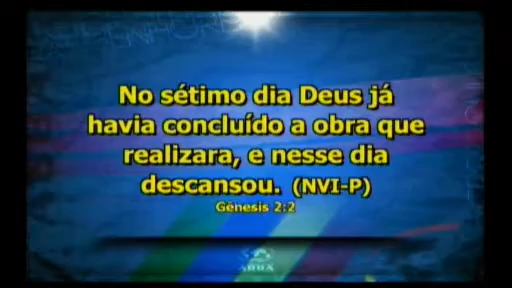 No sétimo dia Deus já
havia concluído a obra que
realizara, e nesse dia
descansou. (NVI-P)
Gênesis 2:2